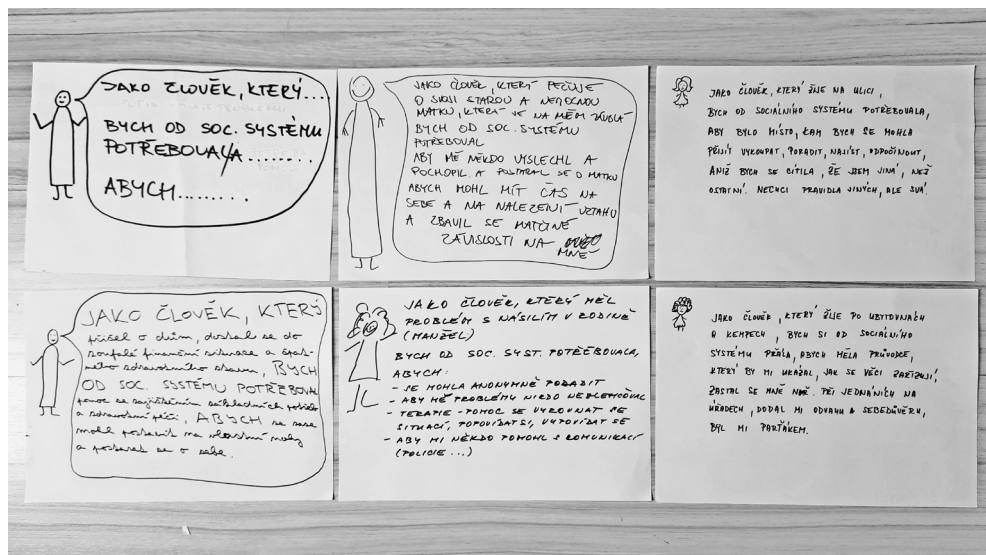 JAKO ČLOVĚK, KTERÝ....
BYCH OD SOC. SYSTÉMU
POTŘEBOVALA........
ABYCH........
JAKO ČLOVĚK, KTERÝ PEČUJE
O SVOJI STAROU A NEMOCNOU
MATKU, KTERÁ JE NA MĚM ZÁVISLÁ
BYCH OD SOC. SYSTÉMU
POTŘEBOVAL
ABY MĚ NĚKDO VYSLECHL A
POCHOPIL A POSTARAL SE O MATKU
ABYCH MOHL MÍT ČAS NA
SEBE A NA NALEZENÍ VZTAHU
A ZBAVIL SE MATČINÉ
ZÁVISLOSTI NA
MNĚ
JAKO ČLOVĚK, KTERÝ ŽIJE NA ULICI,
BYCH OD SOCIÁLNÍHO SYSTÉMU POTŘEBOVALA,
ABY BYLO MÍSTO, KAM BYCH SE MOHLA
PŘIJÍT VYKOUPAT, PORADIT, NAJÍST, ODPOČINOUT,
ANIŽ BYCH SE CÍTILA, ŽE JSEM JINÁ, NEŽ
OSTATNÍ. NECHCI PRAVIDLA JINÝCH, ALE SVÁ.
JAKO ČLOVĚK, KTERÝ
přišel o dům, dostal se do
zoufalé finanční situace a špat-
ného zdravotního stavu, BYCH
OD SOC. SYSTÉMU POTŘEBOVAL
pomoc se zajištěním základních potřeb
a zdravotní péčí, ABYCH se zase
mohl postavit na vlastní nohy
a postarat se o sebe.
JAKO ČLOVĚK, KTERÝ MĚL
PROBLÉM S NÁSILÍM V RODINĚ
(MANŽEL)
BYCH OD SOC. SYST. POTŘEBOVALA,
ABYCH:
- SE MOHLA ANONYMNĚ PORADIT
- ABY MÉ PROBLÉMY NIKDO NEZLEHČOVAL
- TERAPIE - POMOC SE VYROVNAT SE
SITUACÍ, POPOVÍDAT SI, VYPOVÍDAT SE
- ABY MI NĚKDO POMOHL S KOMUNIKACÍ
(POLICIE ...)
JAKO ČLOVĚK, KTERÝ ŽIJE PO UBYTOVNÁCH
A KEMPECH, BYCH SI OD SOCIÁLNÍHO
SYSTÉMU PŘÁLA, ABYCH MĚLA PRŮVODCE,
KTERÝ BY MI UKÁZAL, JAK SE VĚCI ZAŘIZUJÍ,
ZASTAL SE MNĚ PŘI JEDNÁNÍCH NA
ÚŘADECH, DODAL MI ODVAHU A SEBEDŮVĚRU,
BYL MI PARŤÁKEM.